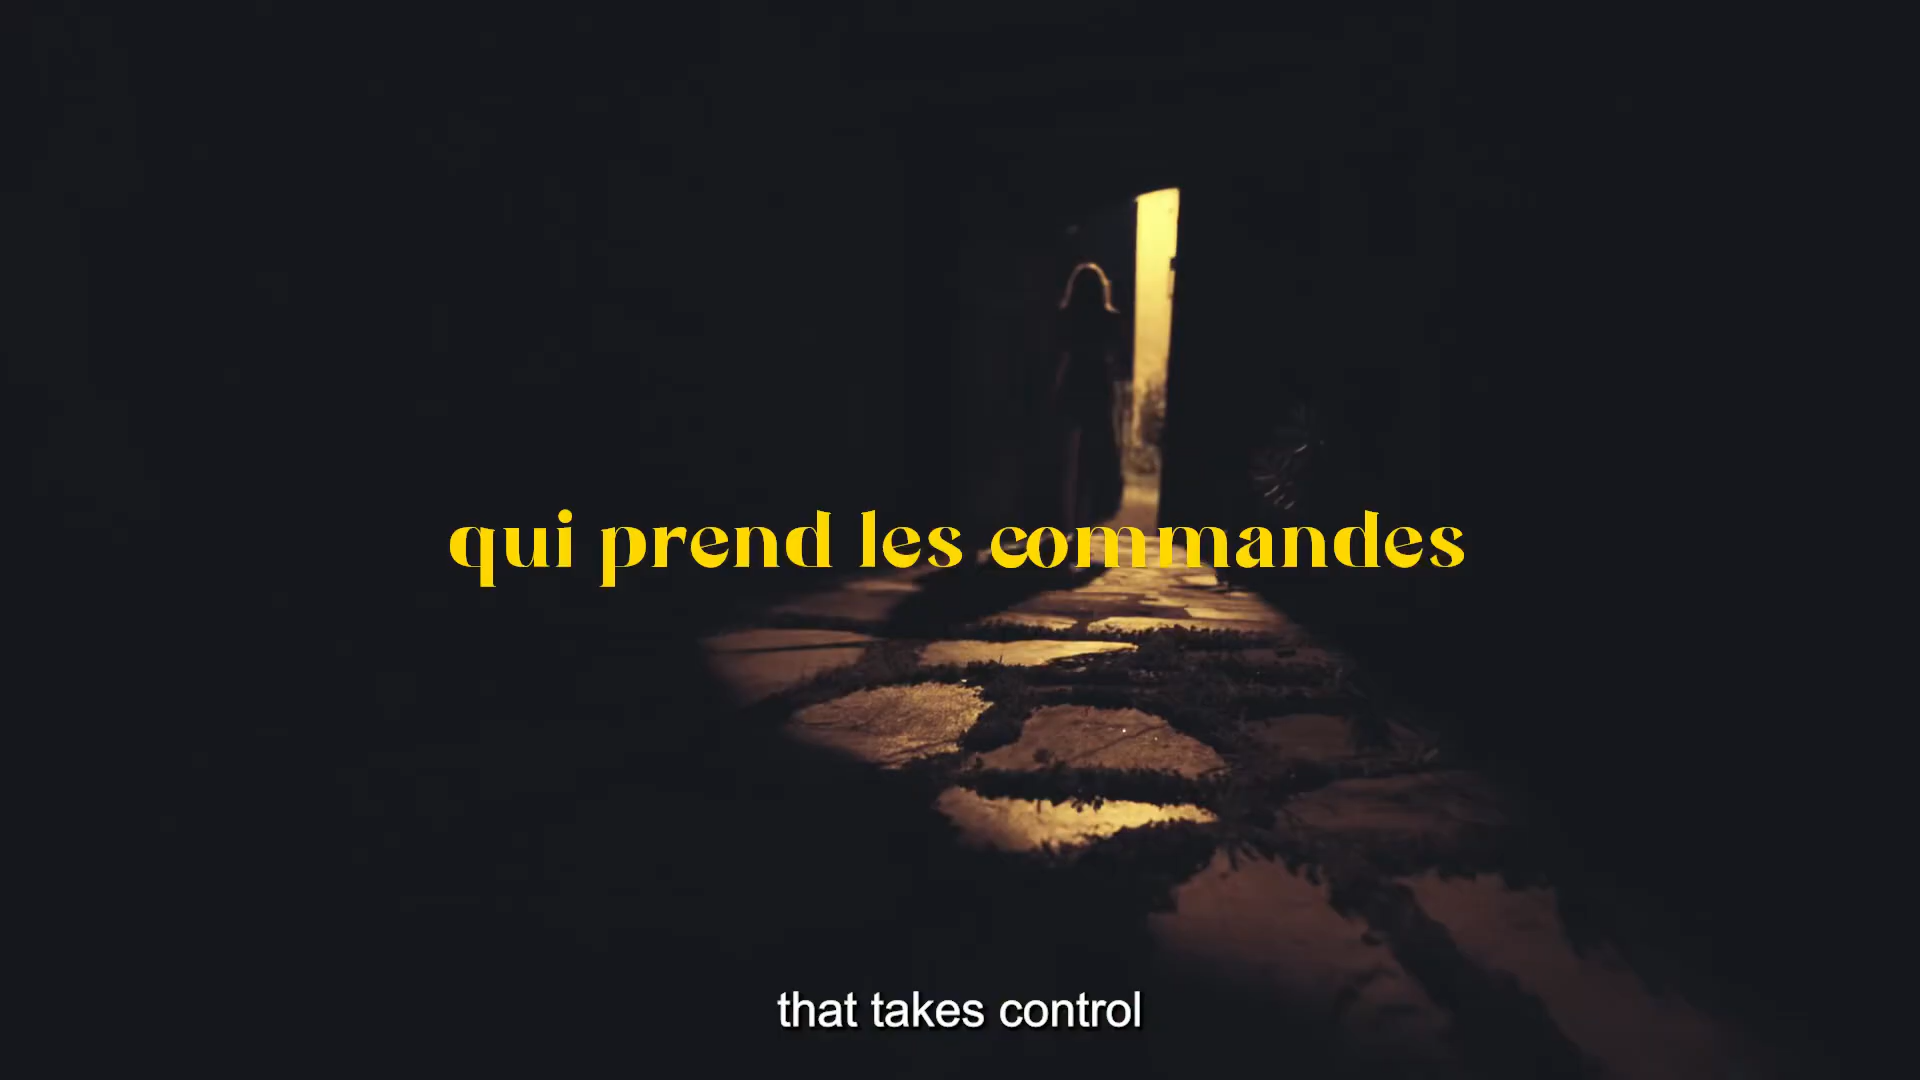 qui prend les commandes
that takes control